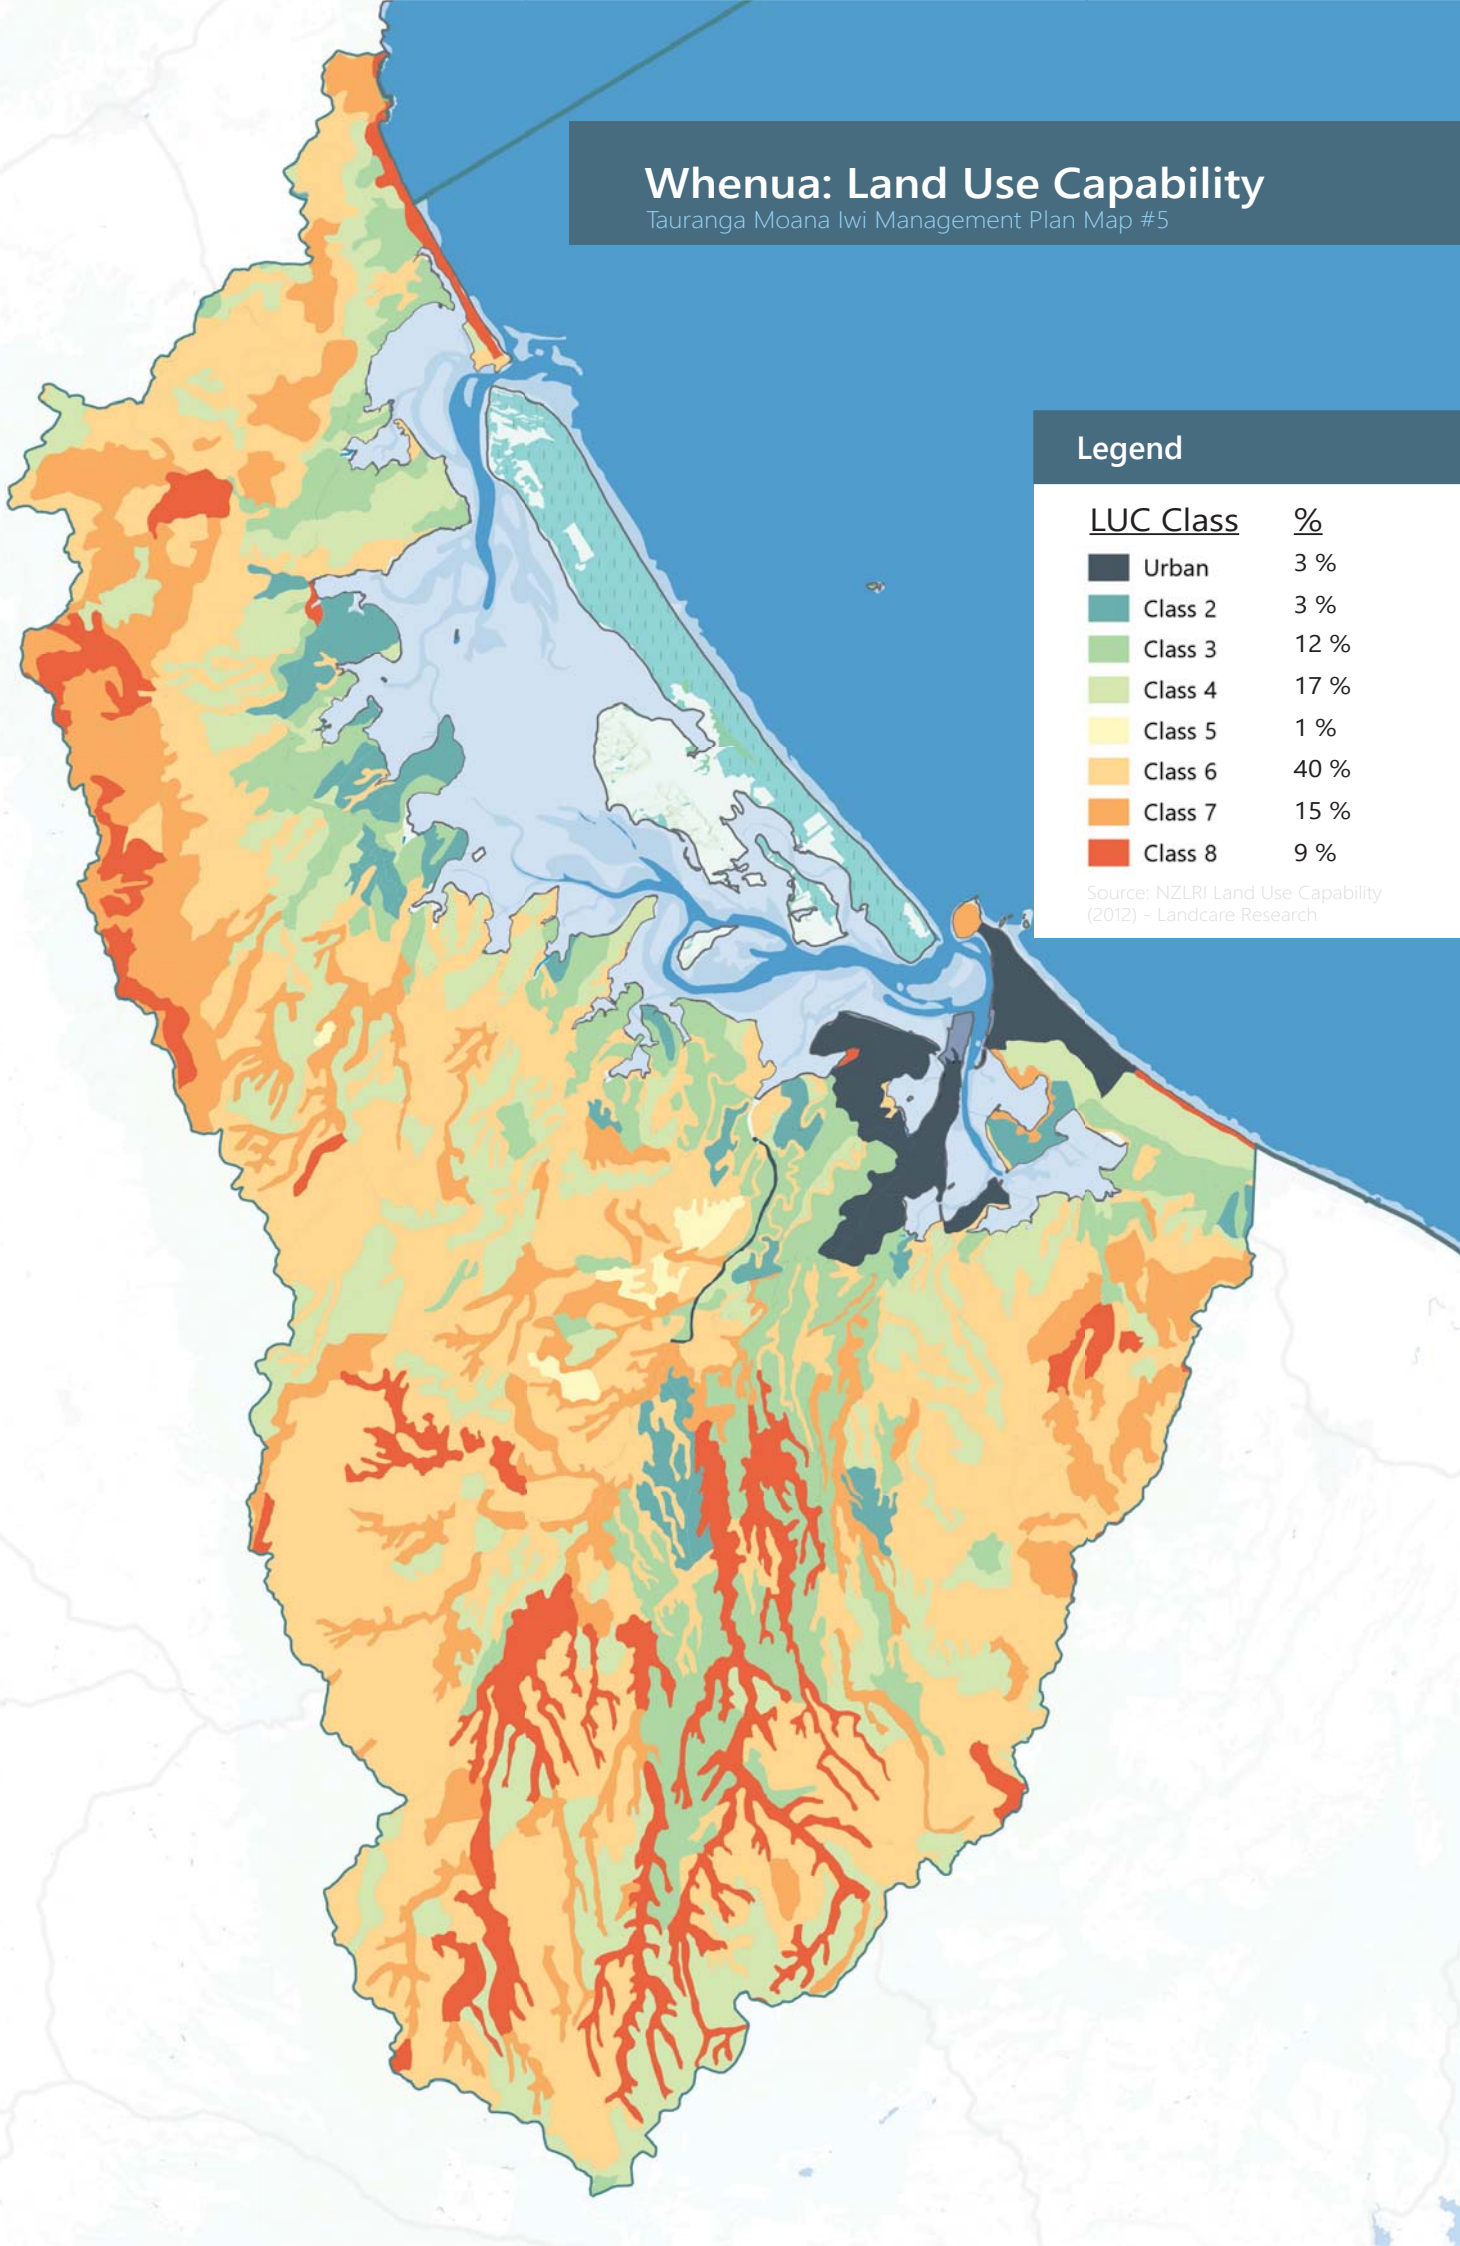 Whenua: Land Use Capability
Tauranga Moana Iwi Management Plan Map #5
Legend
LUC Class %
Urban 3 %
Class 2 3 %
Class 3 12 %
Class 4 17 %
Class 5 1 %
Class 6 40 %
Class 7 15 %
Class 8 9 %
Source: NZLRI Land Use Capability
(2012) - Landcare Research